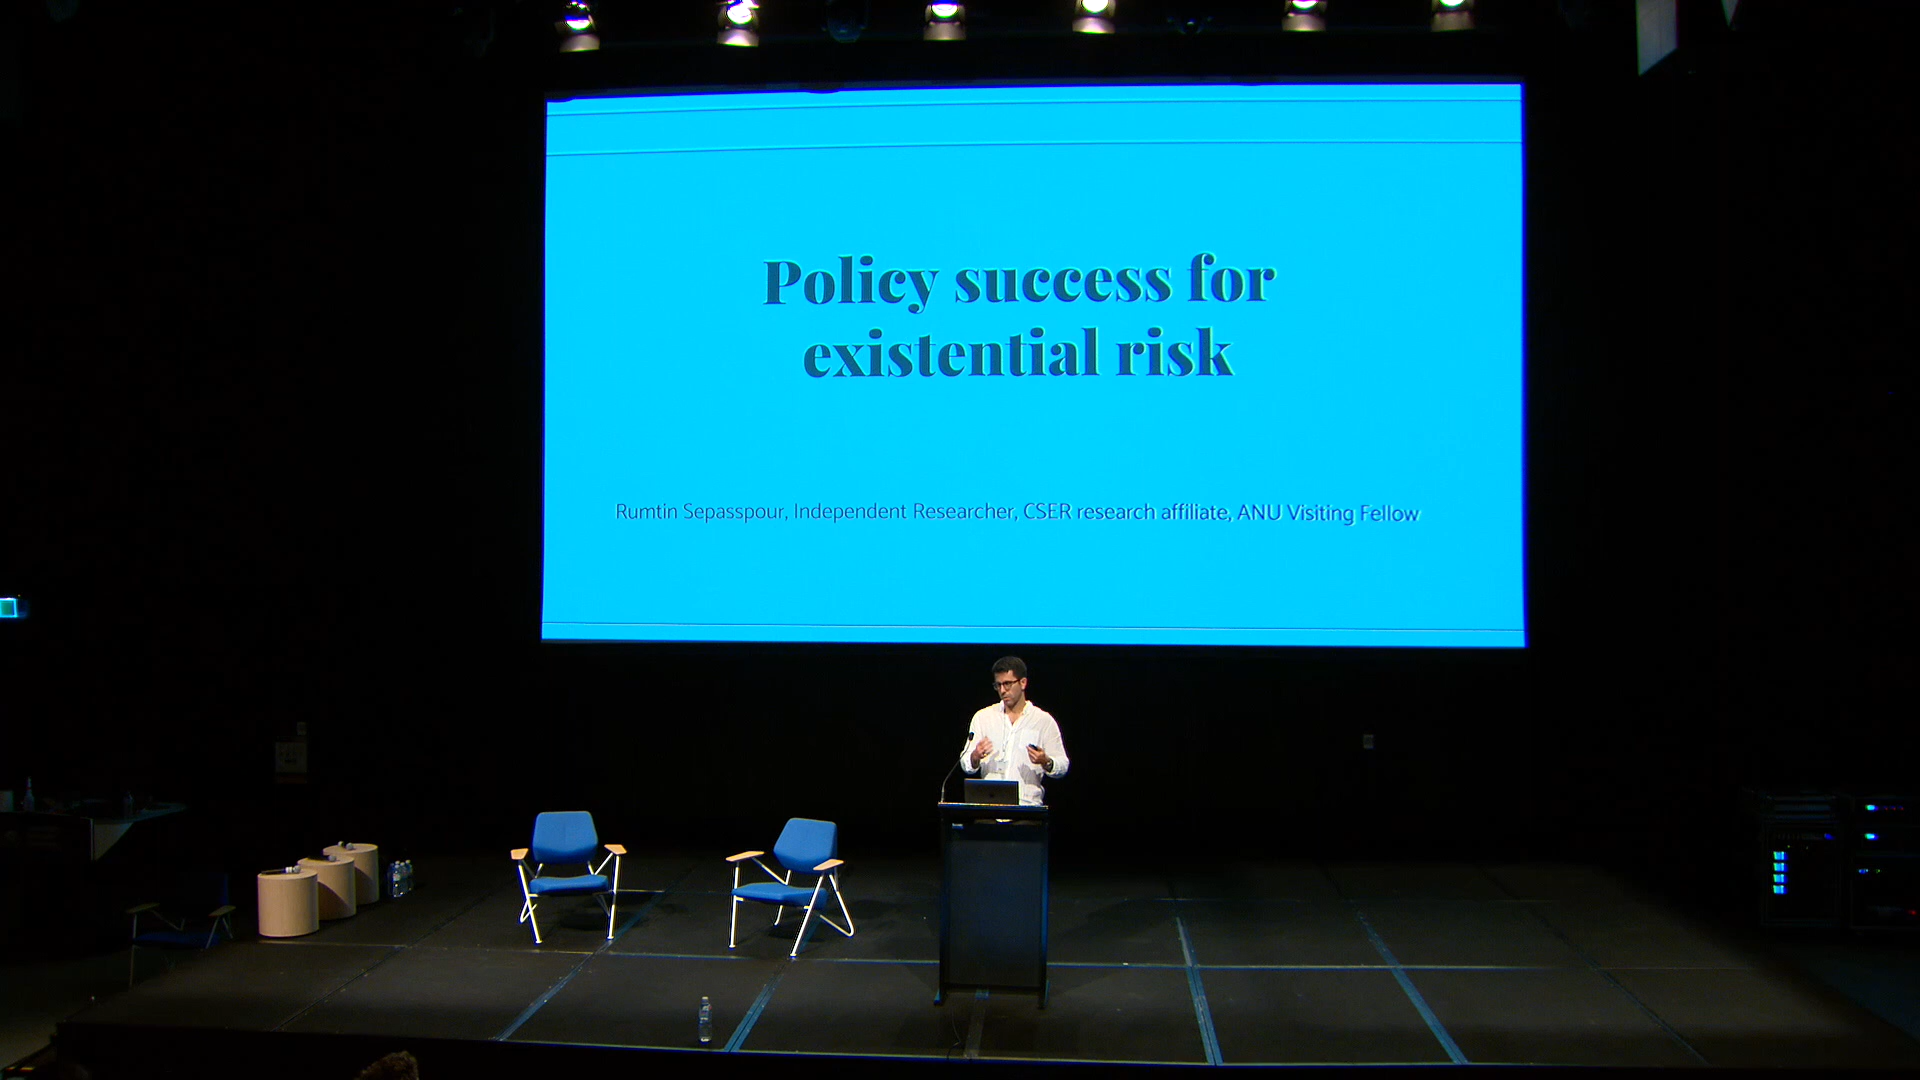 Policy success for
existential risk
Rumtin Sepasspour, Independent Researcher, CSER research affiliate, ANU Visiting Fellow